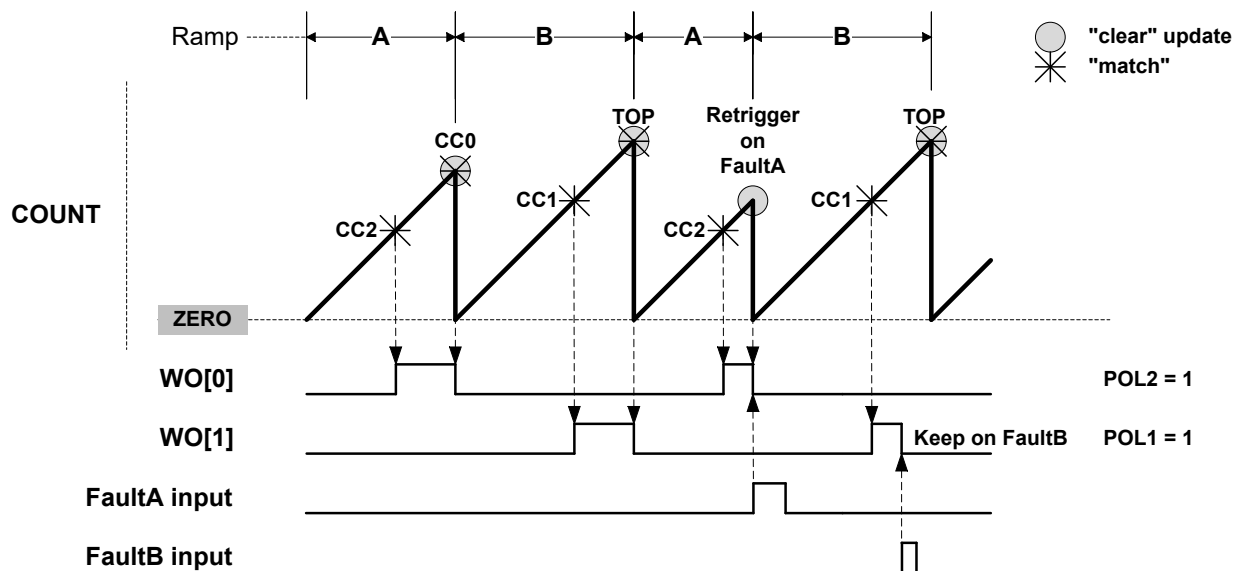 Ramp A B A B
"clear" update
"match"
TOP Retrigger TOP
on
FaultA
CC0
CC1 CC1
COUNT
CC2 CC2
ZERO
WO[0] POL2 = 1
WO[1] Keep on FaultB POL1 = 1
FaultA input
FaultB input